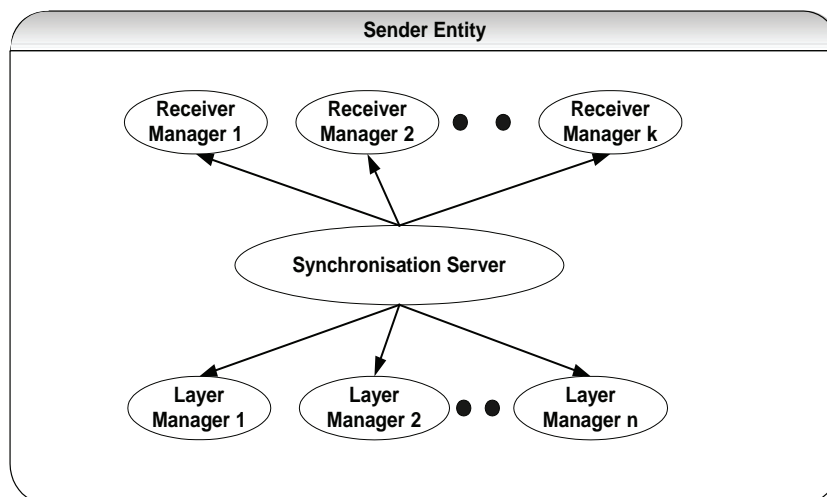 Sender Entity
Receiver
Manager 1
Receiver
Manager 2
Receiver
Manager k
Synchronisation Server
Layer
Manager 1
Layer
Manager 2
Layer
Manager n